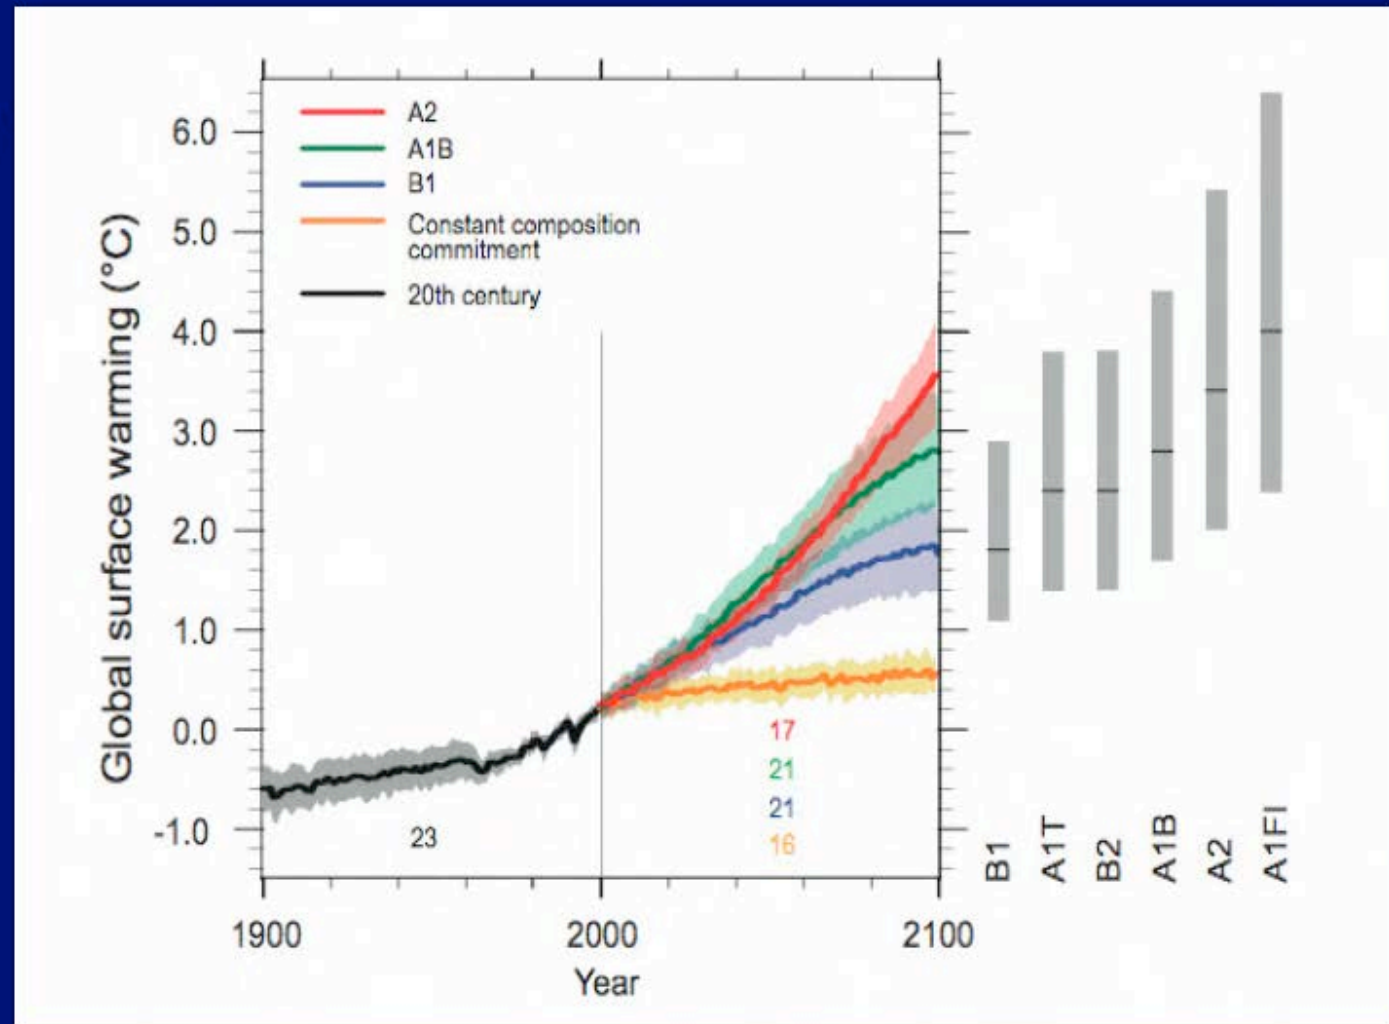 A2
A1B
B1
Constant composition
commitment
20th century
Global surface warming (°C)
6.0
5.0
4.0
3.0
2.0
1.0
0.0
-1.0
23
17
21
21
16
1900
2000
2100
Year
B1
A1T
B2
A1B
A2
A1FI